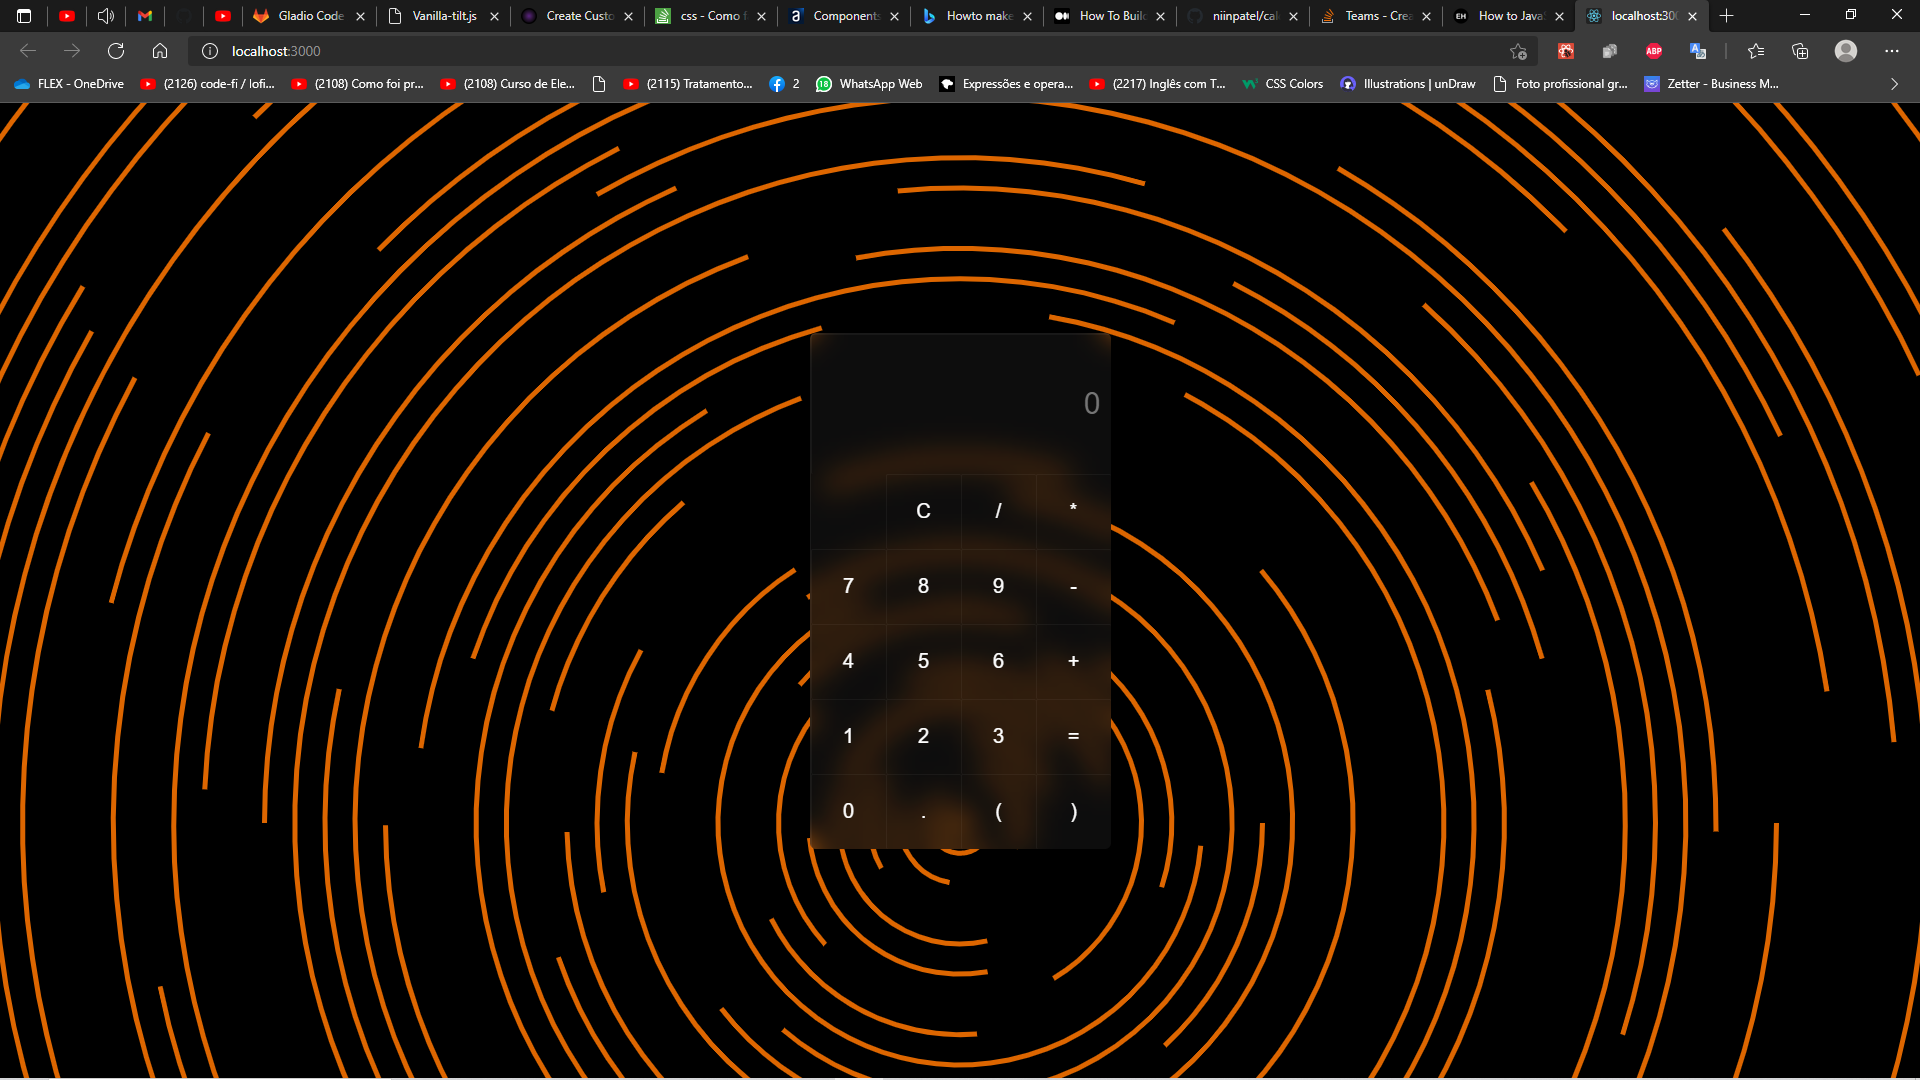 Gladio Code
Vanilla-tilt.js
Create Custo
css - Como f
Components
Howto make
How To Build
niinpatel/cal
Teams - Crea
How to Java
localhost:300
localhost:3000
FLEX - OneDrive
(2126) code-fi / lofi...
(2108) Como foi pr...
(2108) Curso de Ele...
(2115) Tratamento...
2
WhatsApp Web
Expressões e opera...
(2217) Inglês com T...
CSS Colors
Illustrations | unDraw
Foto profissional gr...
Zetter - Business M...
0
C / *
7 8 9 -
4 5 6 +
1 2 3 =
0 . ( )